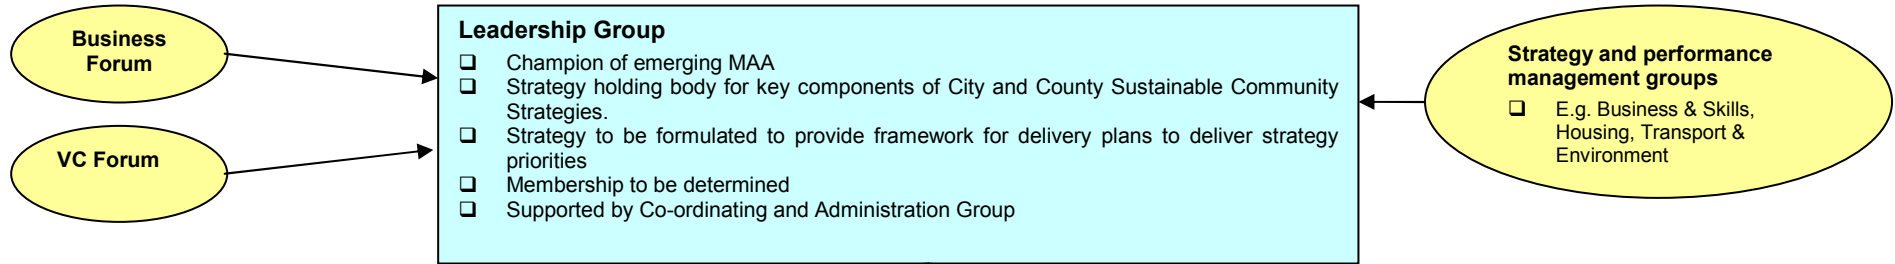 Business
Forum
VC Forum
Leadership Group
❑ Champion of emerging MAA
❑ Strategy holding body for key components of City and County Sustainable Community
Strategies.
❑ Strategy to be formulated to provide framework for delivery plans to deliver strategy
priorities
❑ Membership to be determined
❑ Supported by Co-ordinating and Administration Group
Strategy and performance
management groups
❑ E.g. Business & Skills,
Housing, Transport &
Environment